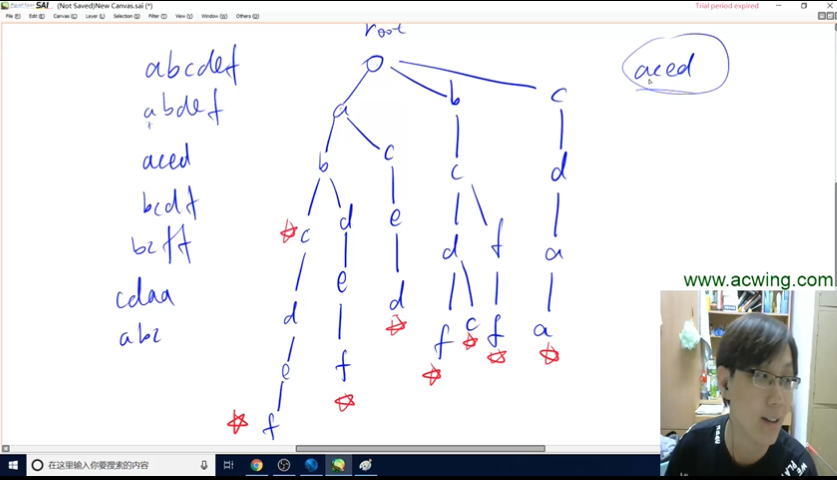 SAI (Not Saved)New Canvas.sai (*)
Trial period expired
File(F) Edit(E) Canvas(C) Layer(L) Selection(S) Filter(T) View(V) Window(W) Others(O)
root
abcdef
abdef
aced
bcdf
bcff
cdaa
abc
aced
a b c
b c c d
c d e d f a
d e d f c f a
e f
f
www.acwing.com
在这里输入你要搜索的内容